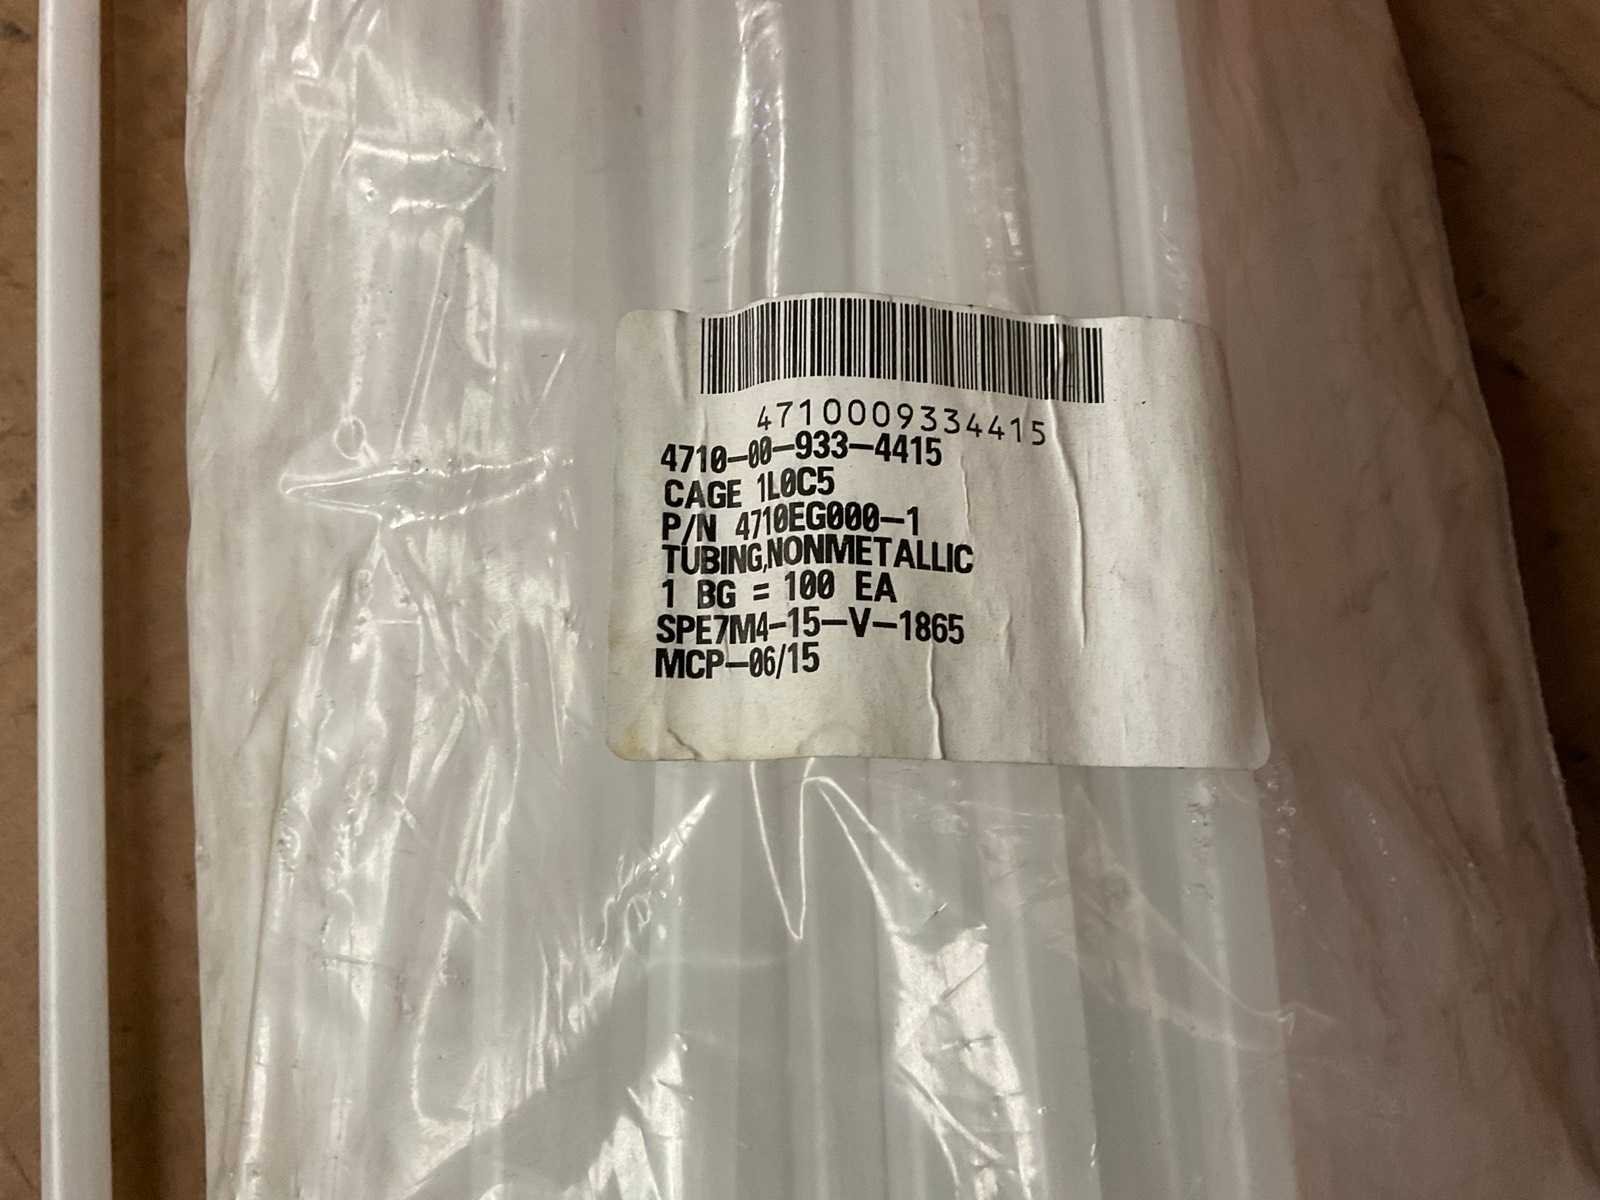 4710009334415
4710-00-933-4415
CAGE 1L0C5
P/N 4710EG000-1
TUBING,NONMETALLIC
1 BG = 100 EA
SPE7M4-15-V-1865
MCP-06/15